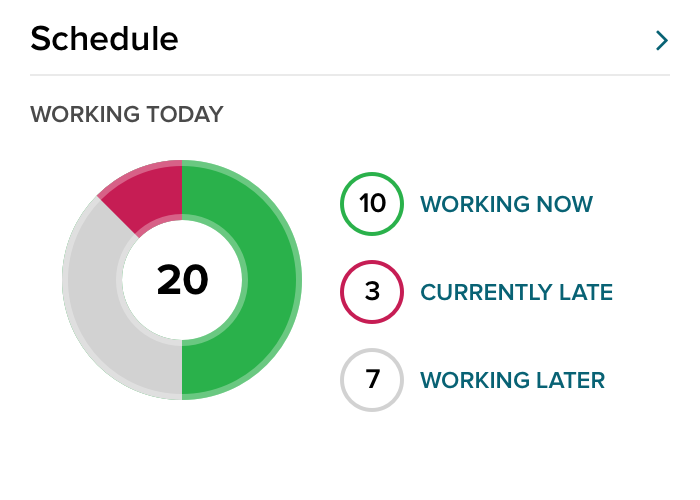 Schedule
WORKING TODAY
20
10 WORKING NOW
3 CURRENTLY LATE
7 WORKING LATER